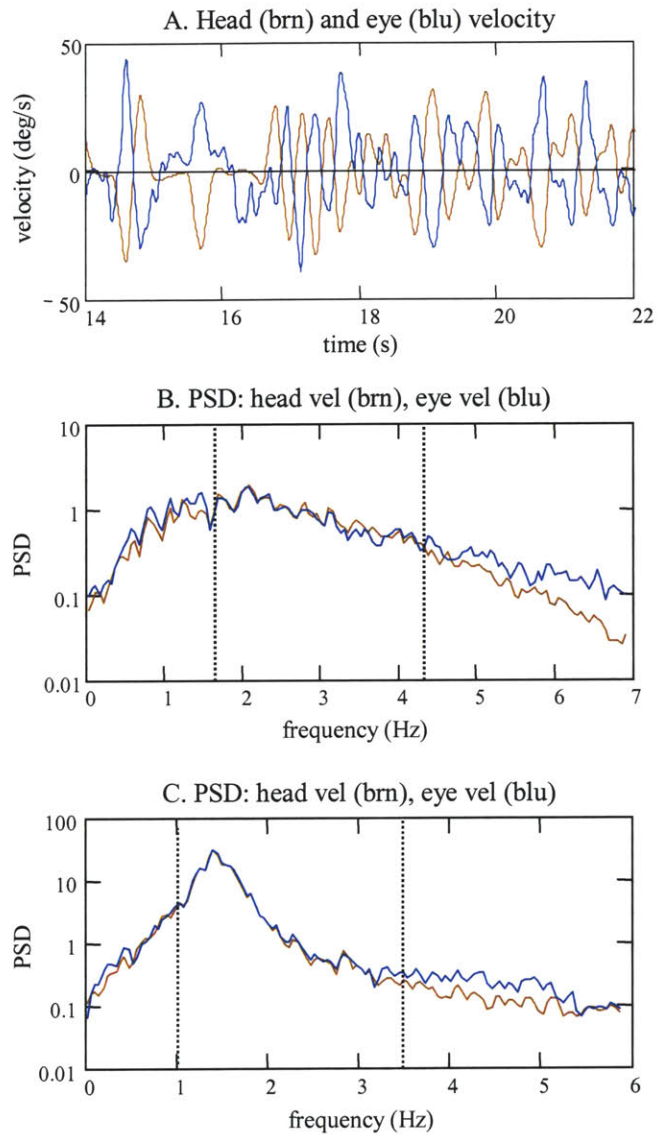 A. Head (brn) and eye (blu) velocity
50
0
− 50
velocity (deg/s)
14 16 18 20 22
time (s)
B. PSD: head vel (brn), eye vel (blu)
10
1
0.1
0.01
PSD
0 1 2 3 4 5 6 7
frequency (Hz)
C. PSD: head vel (brn), eye vel (blu)
100
10
1
0.1
0.01
PSD
0 1 2 3 4 5 6
frequency (Hz)